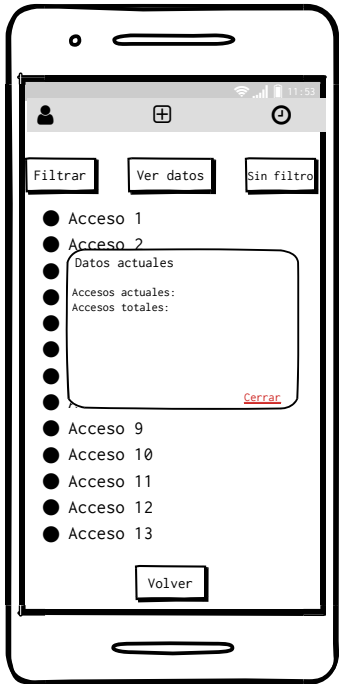 11:53
Filtrar
Ver datos
Sin filtro
Acceso 1
Acceso 2
Datos actuales
Accesos actuales:
Accesos totales:
Cerrar
Acceso 9
Acceso 10
Acceso 11
Acceso 12
Acceso 13
Volver